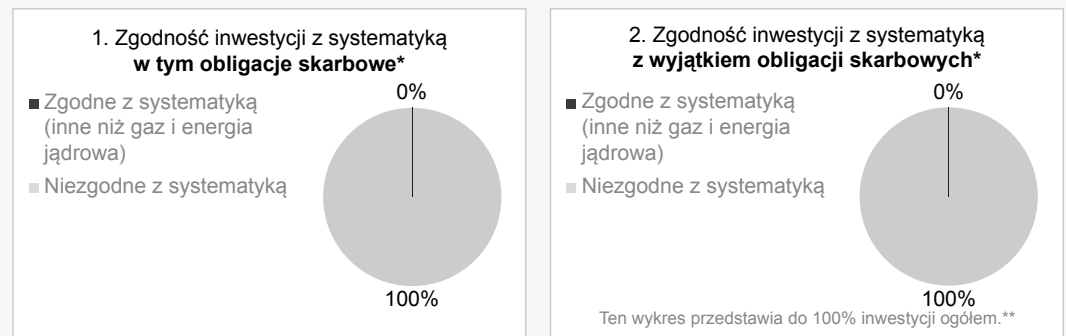 1. Zgodność inwestycji z systematyką
w tym obligacje skarbowe*
0%
Zgodne z systematyką
(inne niż gaz i energia
jądrowa)
Niezgodne z systematyką
100%
2. Zgodność inwestycji z systematyką
z wyjątkiem obligacji skarbowych*
0%
Zgodne z systematyką
(inne niż gaz i energia
jądrowa)
Niezgodne z systematyką
100%
Ten wykres przedstawia do 100% inwestycji ogółem.**